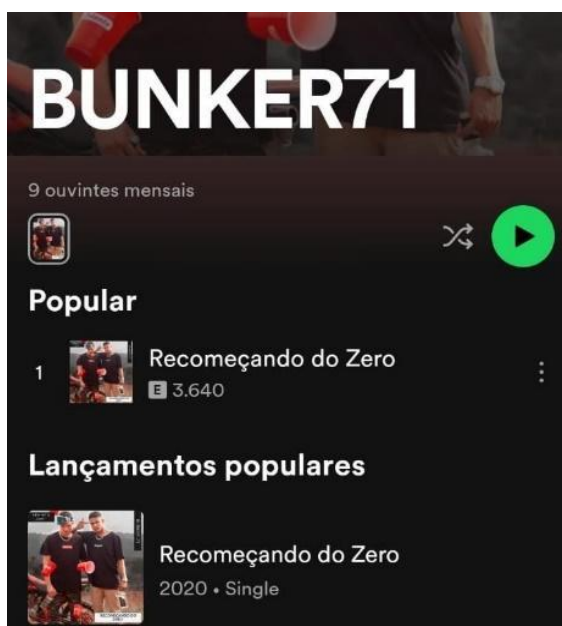 BUNKER71
9 ouvintes mensais
Popular
1
Recomeçando do Zero
E 3.640
Lançamentos populares
Recomeçando do Zero
2020 • Single